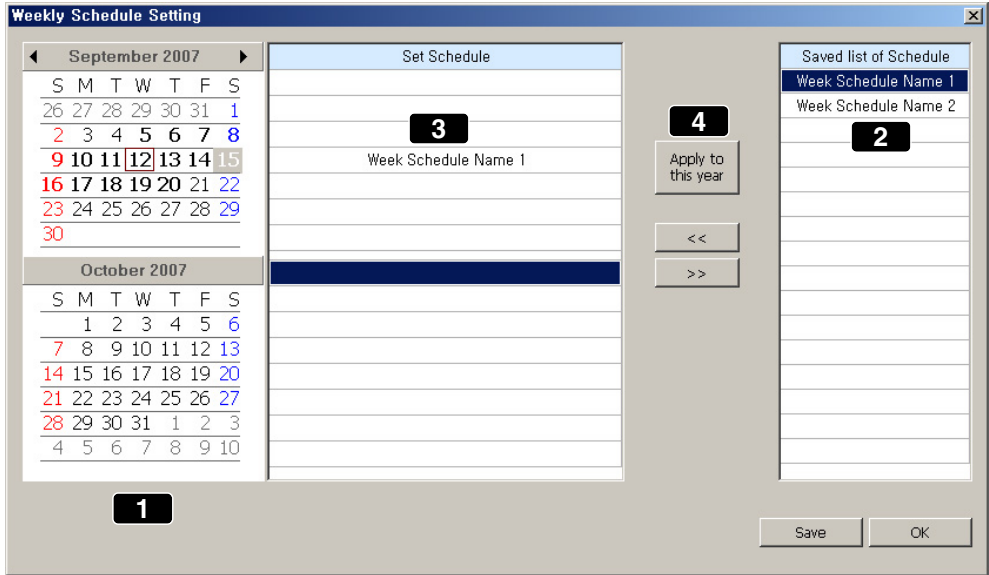 Weekly Schedule Setting
September 2007
S M T W T F S
26 27 28 29 30 31 1
2 3 4 5 6 7 8
9 10 11 12 13 14 15
16 17 18 19 20 21 22
23 24 25 26 27 28 29
30
October 2007
S M T W T F S
1 2 3 4 5 6
7 8 9 10 11 12 13
14 15 16 17 18 19 20
21 22 23 24 25 26 27
28 29 30 31 1 2 3
4 5 6 7 8 9 10
1
Set Schedule
3
Week Schedule Name 1
4
Apply to
this year
<<
>>
Saved list of Schedule
Week Schedule Name 1
Week Schedule Name 2
2
Save
OK